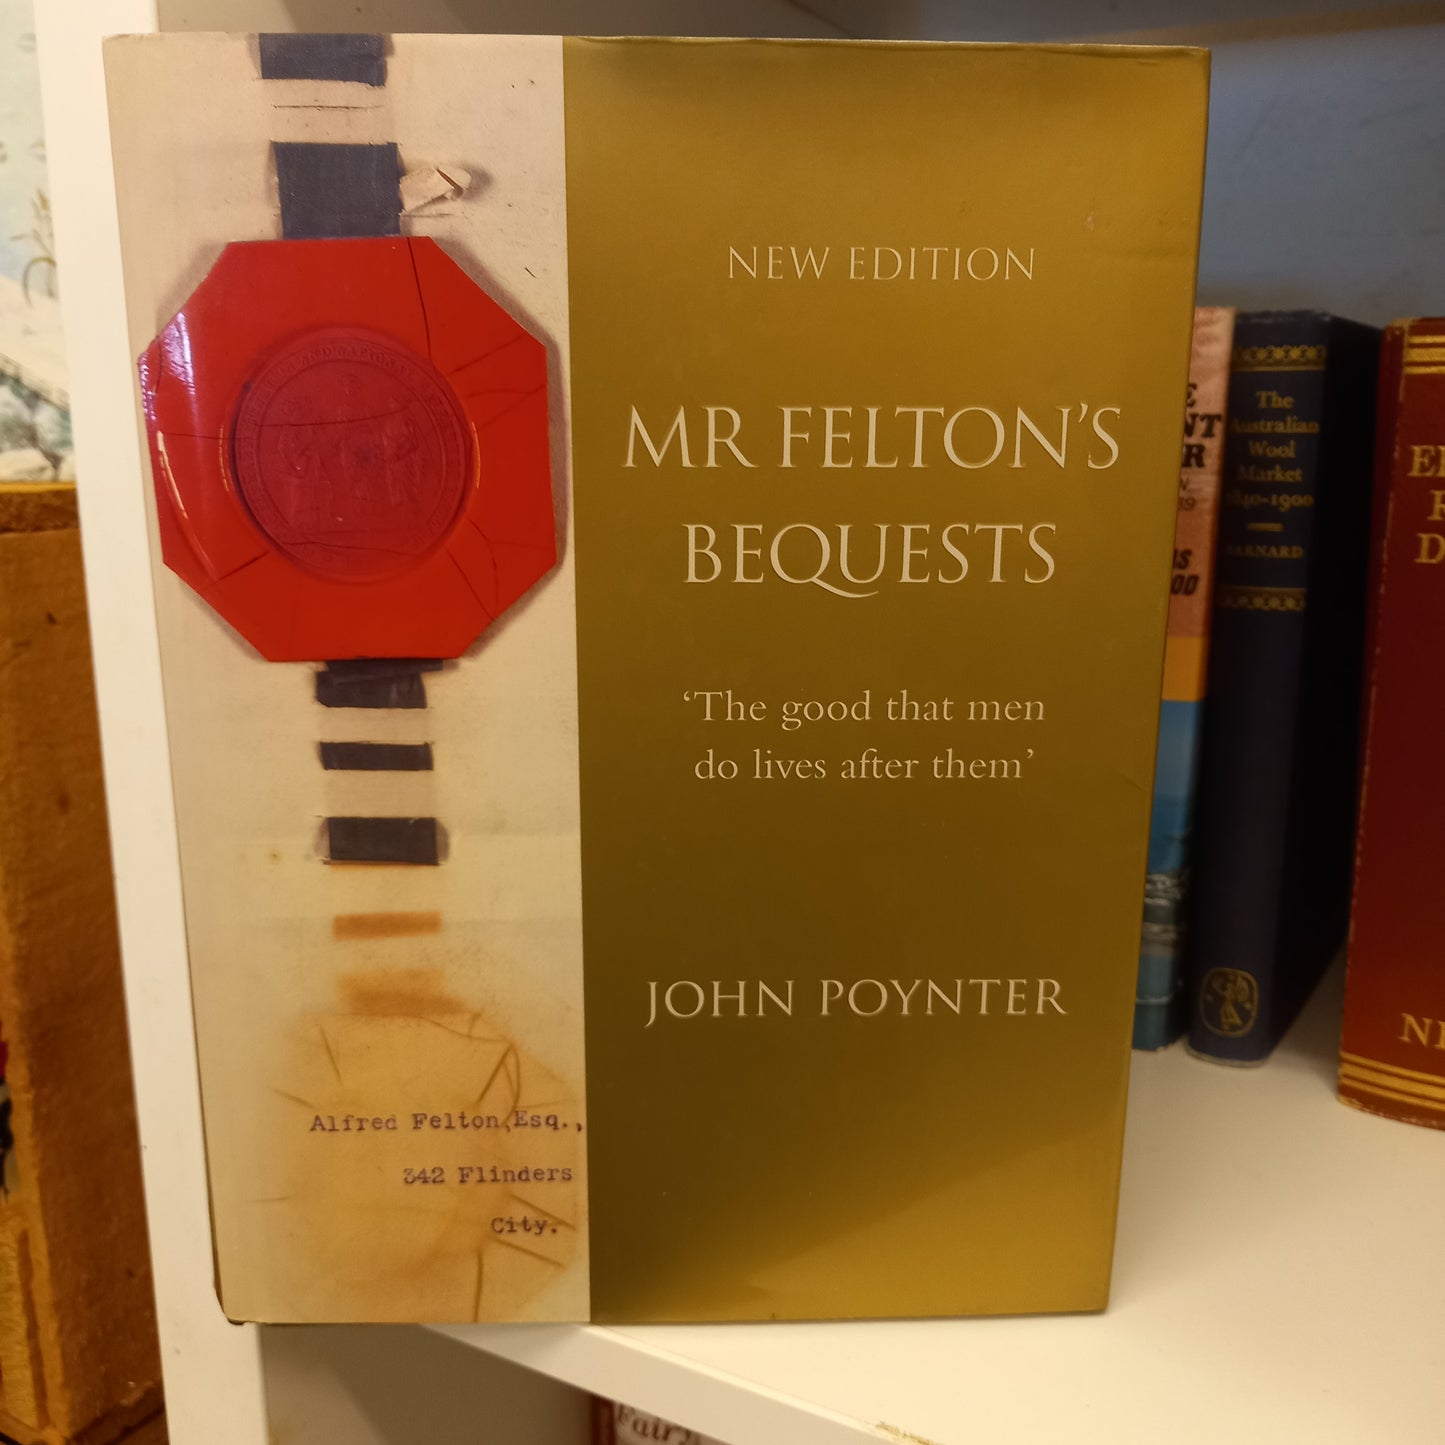 NEW EDITION
MR FELTON'S
BEQUESTS
‘The good that men
do lives after them’
JOHN POYNTER
Alfred Felton,Esq.,
342 Flinders
City.
The
Australian
Wool
Market
1840-1900
BARNARD
Fairy